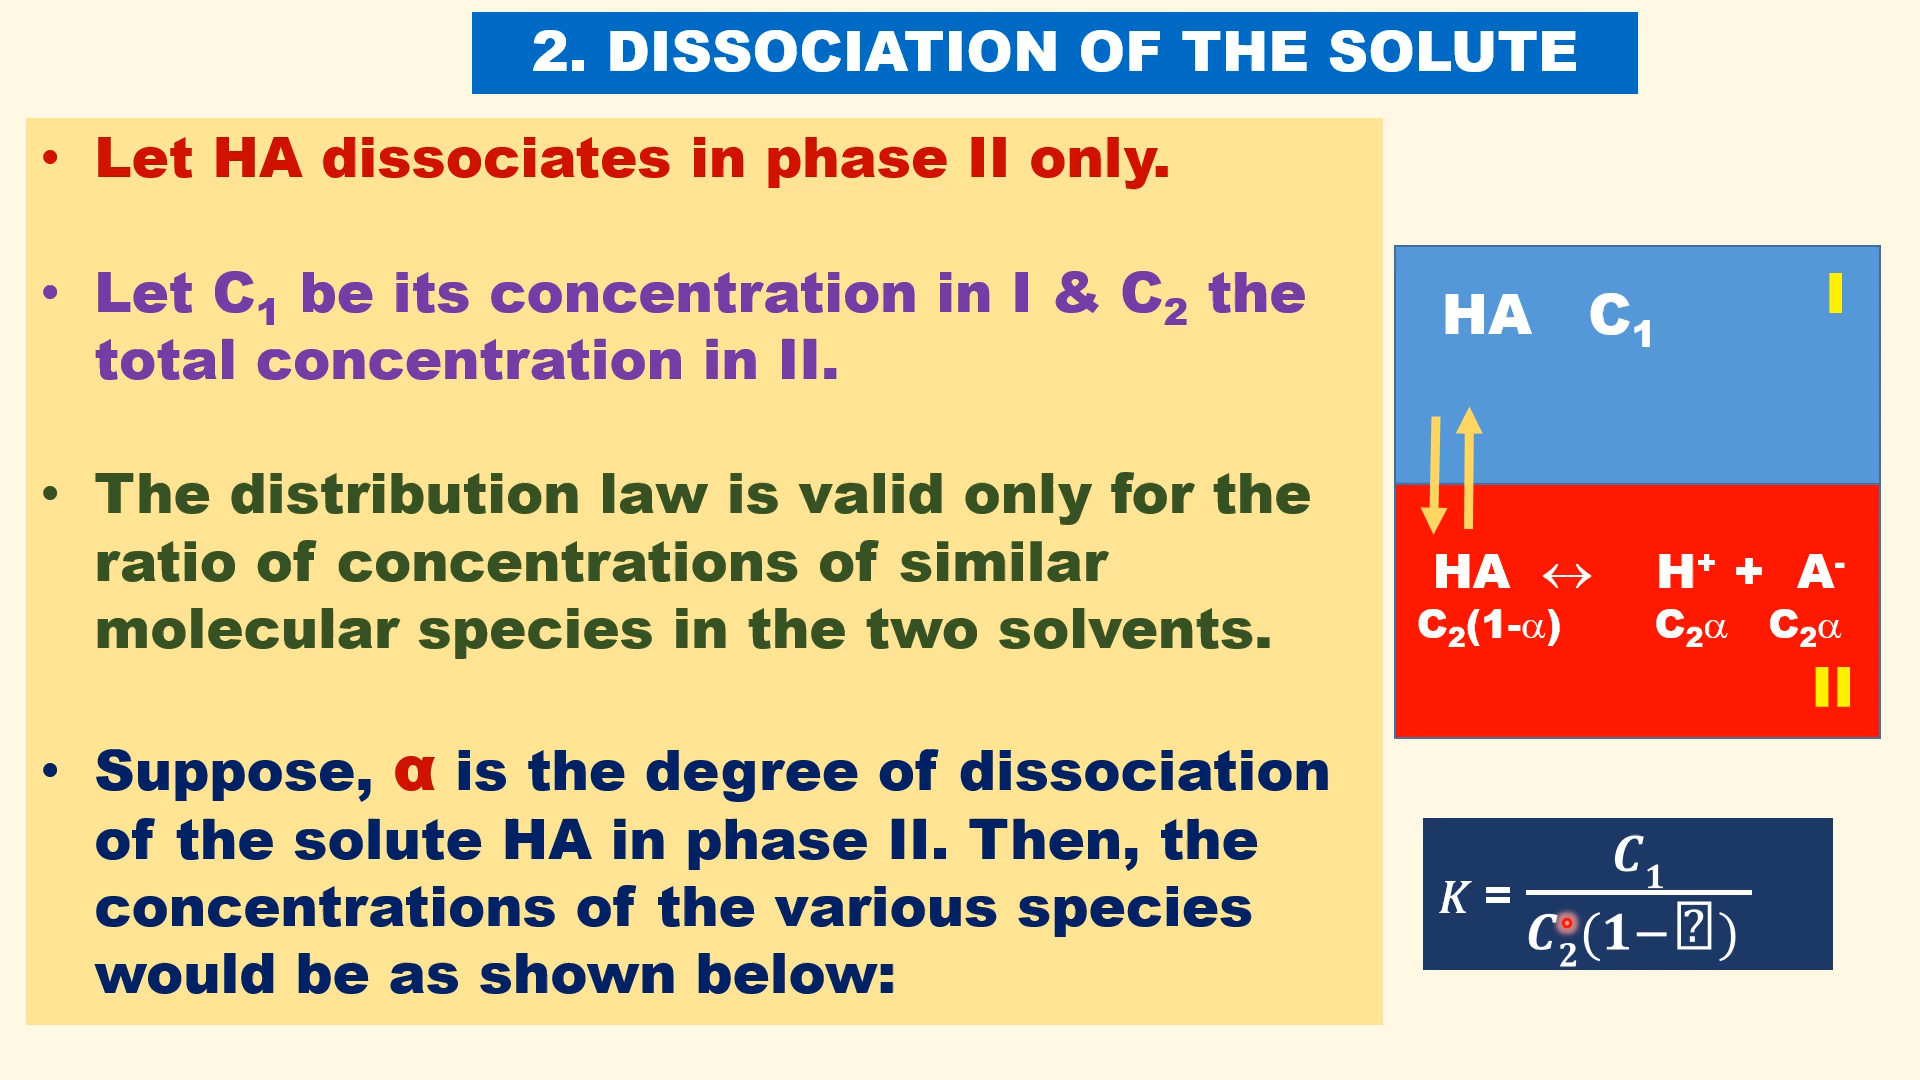 2. DISSOCIATION OF THE SOLUTE
• Let HA dissociates in phase II only.
• Let C₁ be its concentration in I & C₂ the
total concentration in II.
• The distribution law is valid only for the
ratio of concentrations of similar
molecular species in the two solvents.
• Suppose, α is the degree of dissociation
of the solute HA in phase II. Then, the
concentrations of the various species
would be as shown below:
HA C₁ I
HA ↔ H⁺ + A⁻
C₂(1-α) C₂α C₂α
II
K = C₁
C₂(1−⍰)